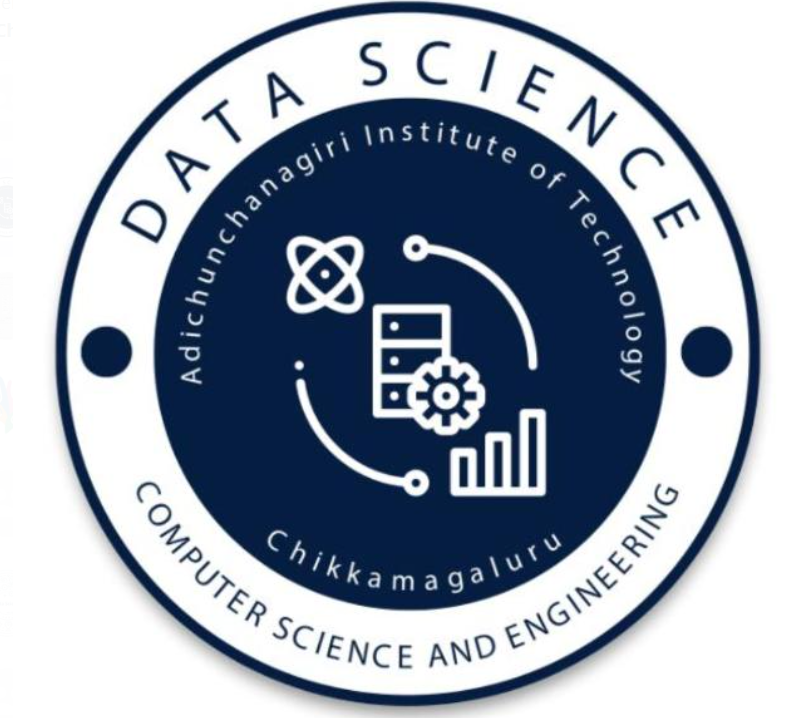 DATA SCIENCE
Adichunchanagiri Institute of Technology
Chikkamagaluru
COMPUTER SCIENCE AND ENGINEERING